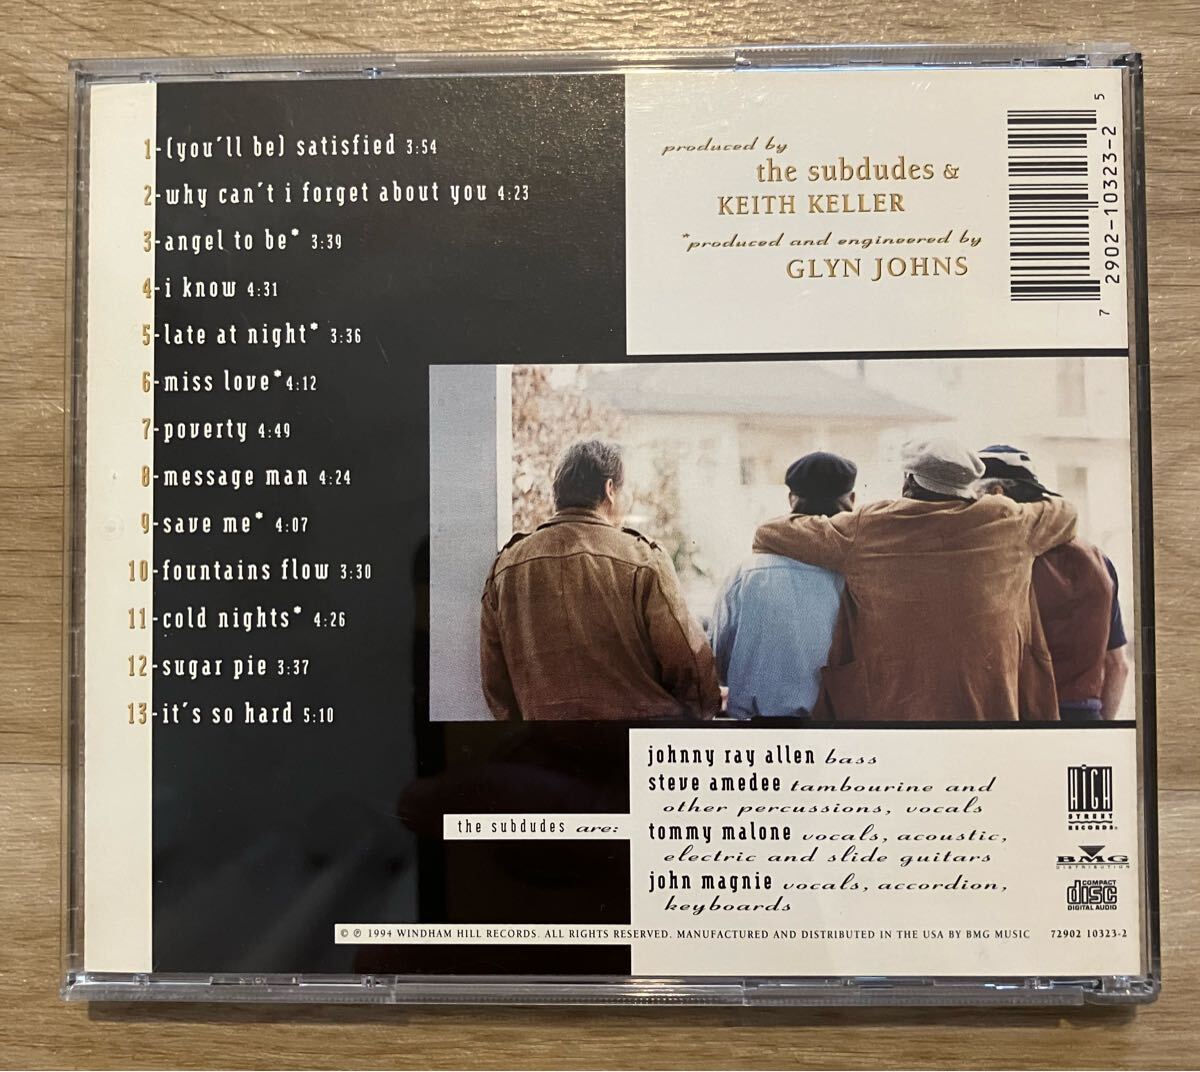 1-(you'll be) satisfied 3:54
2-why can't i forget about you 4:23
3-angel to be* 3:39
4-i know 4:31
5-late at night* 3:36
6-miss love* 4:12
7-poverty 4:49
8-message man 4:24
9-save me* 4:07
10-fountains flow 3:30
11-cold nights* 4:26
12-sugar pie 3:37
13-it's so hard 5:10
produced by
the subdudes &
KEITH KELLER
*produced and engineered by
GLYN JOHNS
7 2902-10323-2 5
the subdudes are:
johnny ray allen bass
steve amedee tambourine and
other percussions, vocals
tommy malone vocals, acoustic,
electric and slide guitars
john magnie vocals, accordion,
keyboards
HIGH
STREET
RECORDS®
BMG
DISTRIBUTION
COMPACT
disc
DIGITAL AUDIO
© ℗ 1994 WINDHAM HILL RECORDS. ALL RIGHTS RESERVED. MANUFACTURED AND DISTRIBUTED IN THE USA BY BMG MUSIC 72902 10323-2